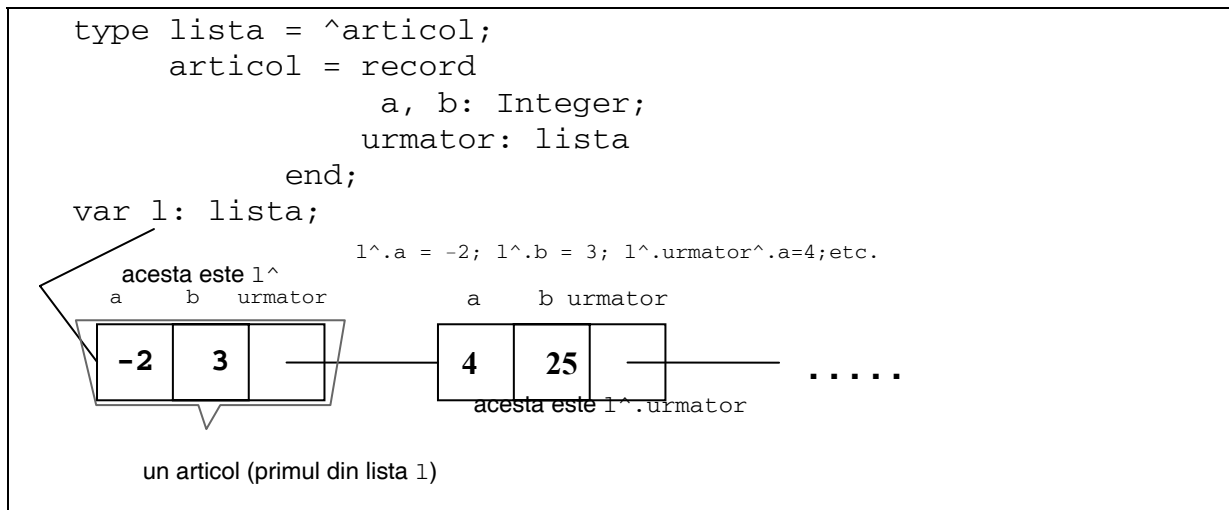 type lista = ^articol;
articol = record
a, b: Integer;
urmator: lista
end;
var l: lista;
l^.a = -2; l^.b = 3; l^.urmator^.a=4;etc.
acesta este l^
a b urmator a b urmator
-2 3 4 25 .....
acesta este l^.urmator
un articol (primul din lista l)